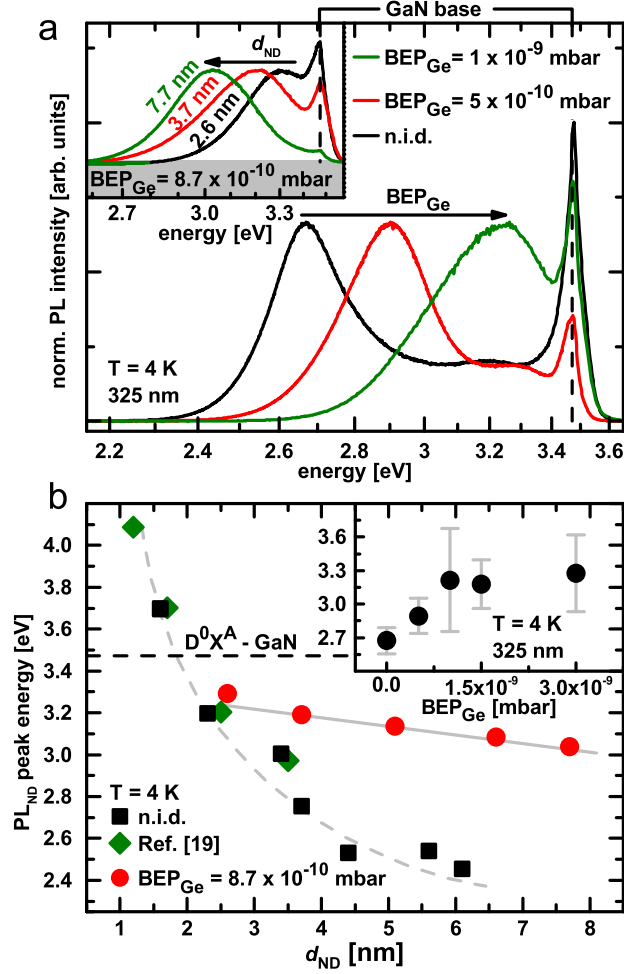 a
GaN base
BEP_Ge = 1 x 10^-9 mbar
BEP_Ge = 5 x 10^-10 mbar
n.i.d.
d_ND
7.7 nm
3.7 nm
2.6 nm
BEP_Ge = 8.7 x 10^-10 mbar
2.7 3.0 3.3
energy [eV]
BEP_Ge
norm. PL intensity [arb. units]
T = 4 K
325 nm
2.2 2.4 2.6 2.8 3 3.2 3.4 3.6
energy [eV]
b
4.0
3.8
3.6
3.4
3.2
3.0
2.8
2.6
2.4
PL_ND peak energy [eV]
D^0X^A - GaN
3.6
3.3
3.0
2.7
T = 4 K
325 nm
0.0 1.5x10^-9 3.0x10^-9
BEP_Ge [mbar]
T = 4 K
n.i.d.
Ref. [19]
BEP_Ge = 8.7 x 10^-10 mbar
1 2 3 4 5 6 7 8
d_ND [nm]